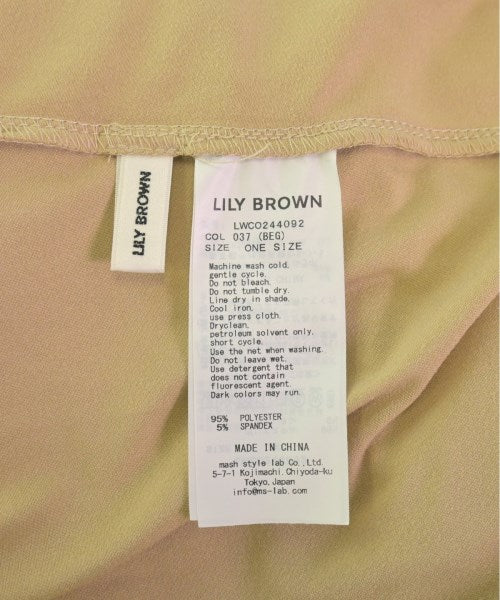 LILY BROWN
LILY BROWN
LWCO244092
COL 037 (BEG)
SIZE ONE SIZE
Machine wash cold.
gentle cycle.
Do not bleach.
Do not tumble dry.
Line dry in shade.
Cool iron.
use press cloth.
Dryclean.
petroleum solvent only.
short cycle.
Use the net when washing.
Do not leave wet.
Use detergent that
does not contain
fluorescent agent.
Dark colors may run.
95% POLYESTER
5% SPANDEX
MADE IN CHINA
mash style lab Co., Ltd.
5-7-1 Kojimachi, Chiyoda-ku
Tokyo, Japan
info@ms-lab.com